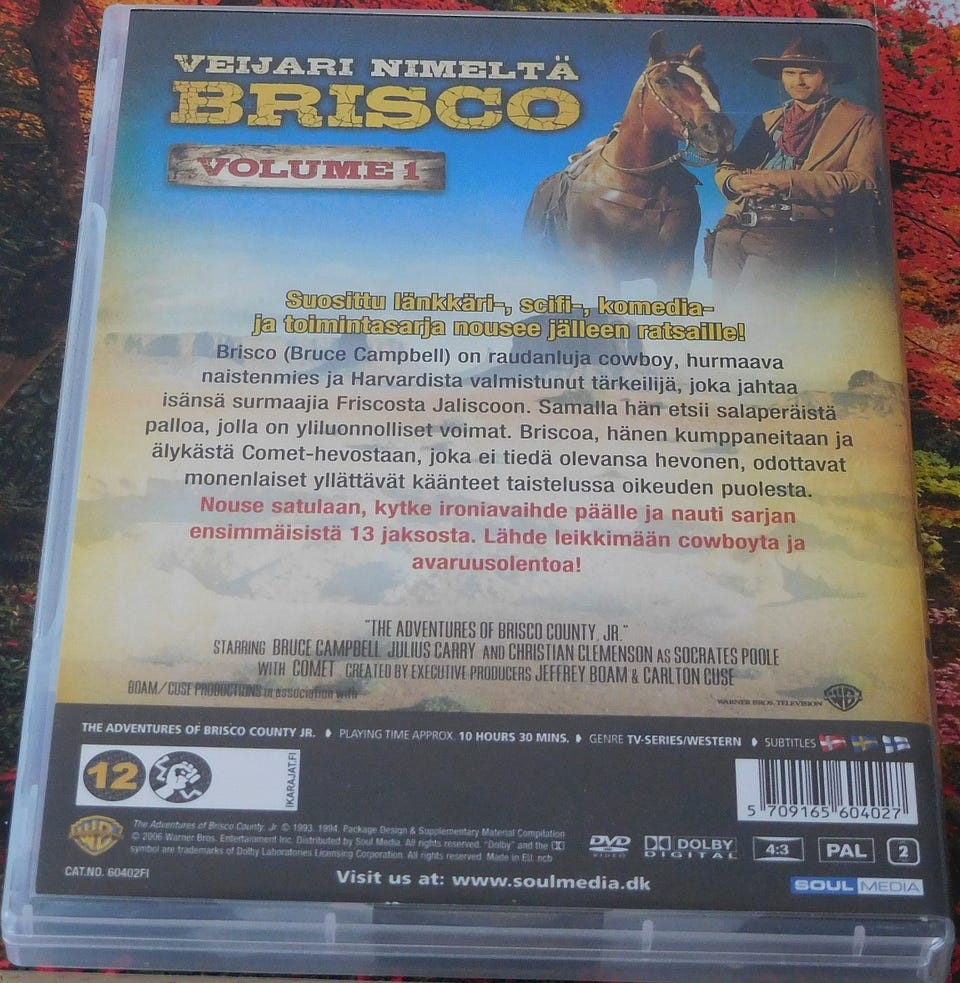 VEIJARI NIMELTÄ
BRISCO
VOLUME 1
Suosittu länkkäri-, scifi-, komedia-
ja toimintasarja nousee jälleen ratsaille!
Brisco (Bruce Campbell) on raudanluja cowboy, hurmaava
naistenmies ja Harvardista valmistunut tärkeilijä, joka jahtaa
isänsä surmaajia Friscosta Jaliscoon. Samalla hän etsii salaperäistä
palloa, jolla on yliluonnolliset voimat. Briscoa, hänen kumppaneitaan ja
älykästä Comet-hevostaan, joka ei tiedä olevansa hevonen, odottavat
monenlaiset yllättävät käänteet taistelussa oikeuden puolesta.
Nouse satulaan, kytke ironiavaihde päälle ja nauti sarjan
ensimmäisistä 13 jaksosta. Lähde leikkimään cowboyta ja
avaruusolentoa!
"THE ADVENTURES OF BRISCO COUNTY, JR."
STARRING BRUCE CAMPBELL JULIUS CARRY AND CHRISTIAN CLEMENSON AS SOCRATES POOLE
WITH COMET CREATED BY EXECUTIVE PRODUCERS JEFFREY BOAM & CARLTON CUSE
BOAM/CUSE PRODUCTIONS in association with
WARNER BROS. TELEVISION
THE ADVENTURES OF BRISCO COUNTY JR. PLAYING TIME APPROX. 10 HOURS 30 MINS. GENRE TV-SERIES/WESTERN SUBTITLES
12
IKARAJAT.FI
5 709165 604027
The Adventures of Brisco County, Jr. © 1993, 1994, Package Design & Supplementary Material Compilation
© 2006 Warner Bros. Entertainment Inc. Distributed by Soul Media. All rights reserved. "Dolby" and the
symbol are trademarks of Dolby Laboratories Licensing Corporation. All rights reserved. Made in EU. ncb
DVD VIDEO
DOLBY DIGITAL
4:3
PAL
2
CAT.NO. 60402FI
Visit us at: www.soulmedia.dk
SOUL MEDIA